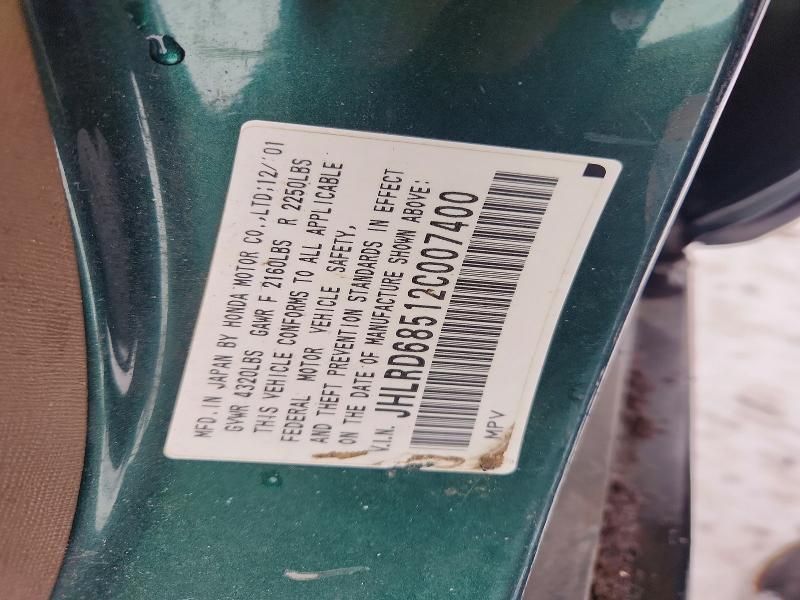 MFD. IN JAPAN BY HONDA MOTOR CO.,LTD;12/'01
GVWR 4320LBS GAWR F 2160LBS R 2250LBS
THIS VEHICLE CONFORMS TO ALL APPLICABLE
FEDERAL MOTOR VEHICLE SAFETY,
AND THEFT PREVENTION STANDARDS IN EFFECT
ON THE DATE OF MANUFACTURE SHOWN ABOVE:
V.I.N. JHLRD68512C007400
MPV